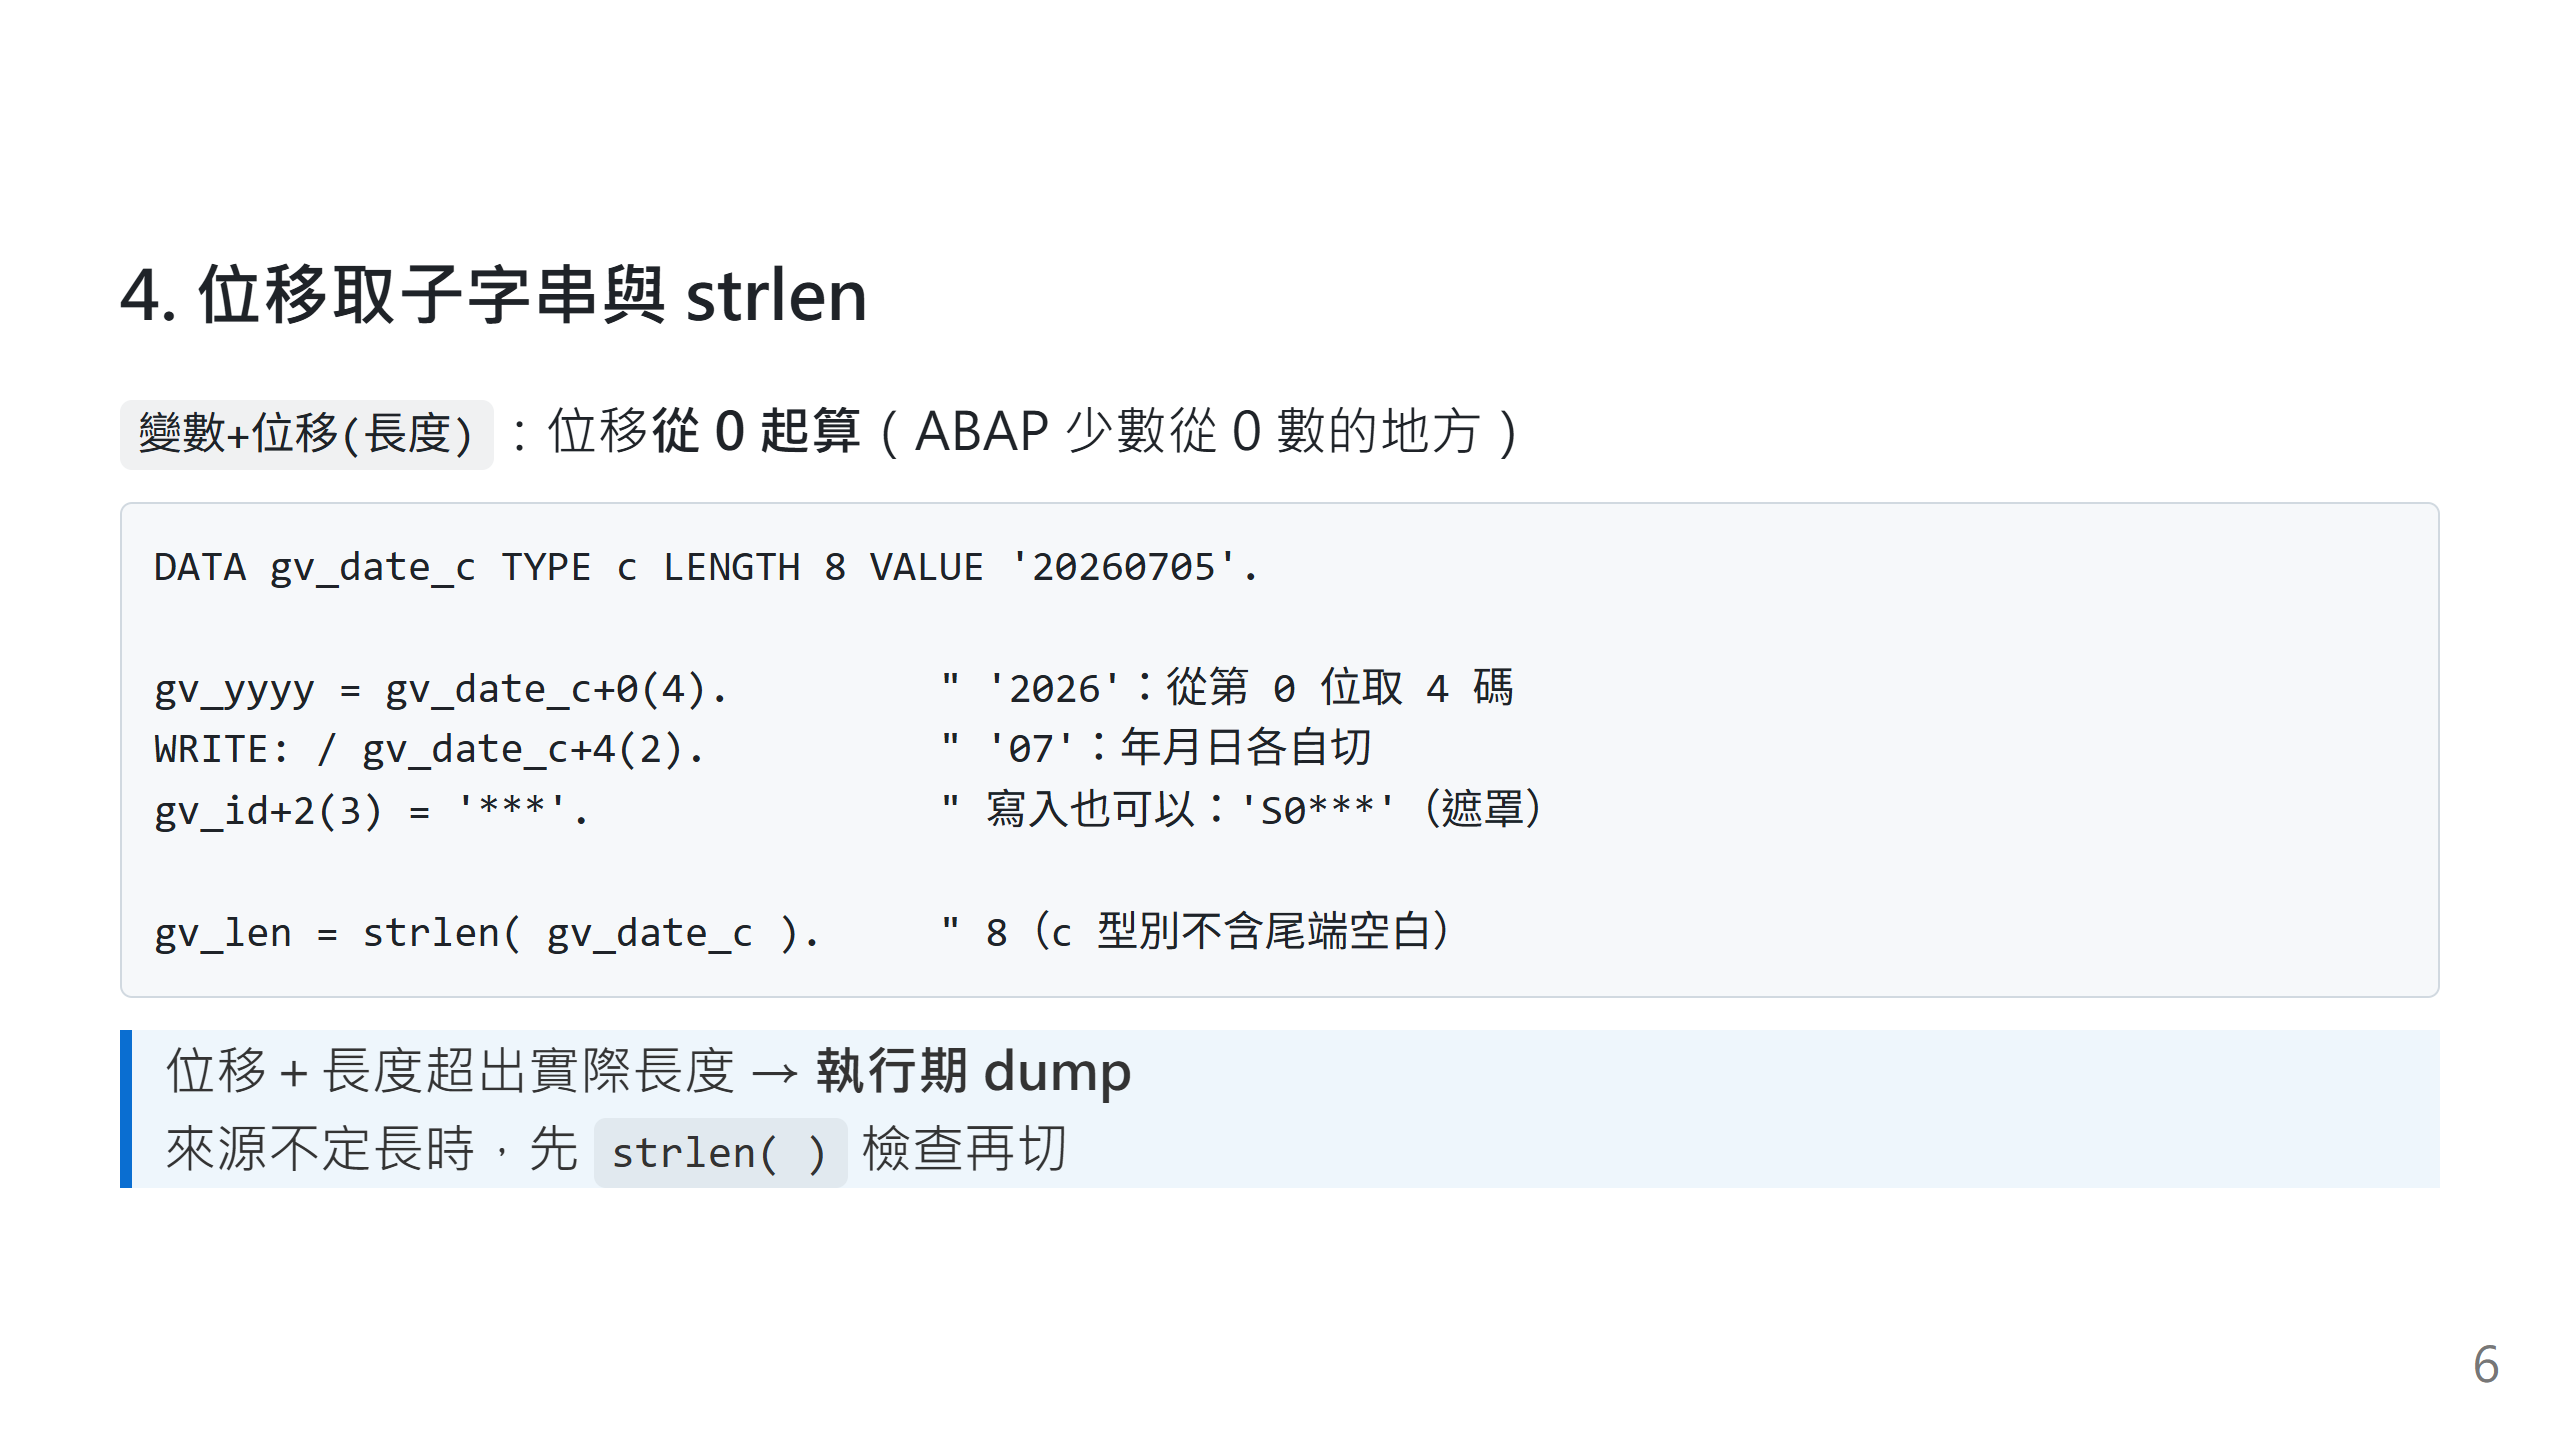 4. 位移取子字串與 strlen
變數+位移(長度)：位移從 0 起算（ABAP 少數從 0 數的地方）
DATA gv_date_c TYPE c LENGTH 8 VALUE '20260705'.
gv_yyyy = gv_date_c+0(4).         " '2026'：從第 0 位取 4 碼
WRITE: / gv_date_c+4(2).          " '07'：年月日各自切
gv_id+2(3) = '***'.               " 寫入也可以：'S0***'（遮罩）
gv_len = strlen( gv_date_c ).     " 8（c 型別不含尾端空白）
位移 + 長度超出實際長度 → 執行期 dump
來源不定長時，先 strlen( ) 檢查再切
6